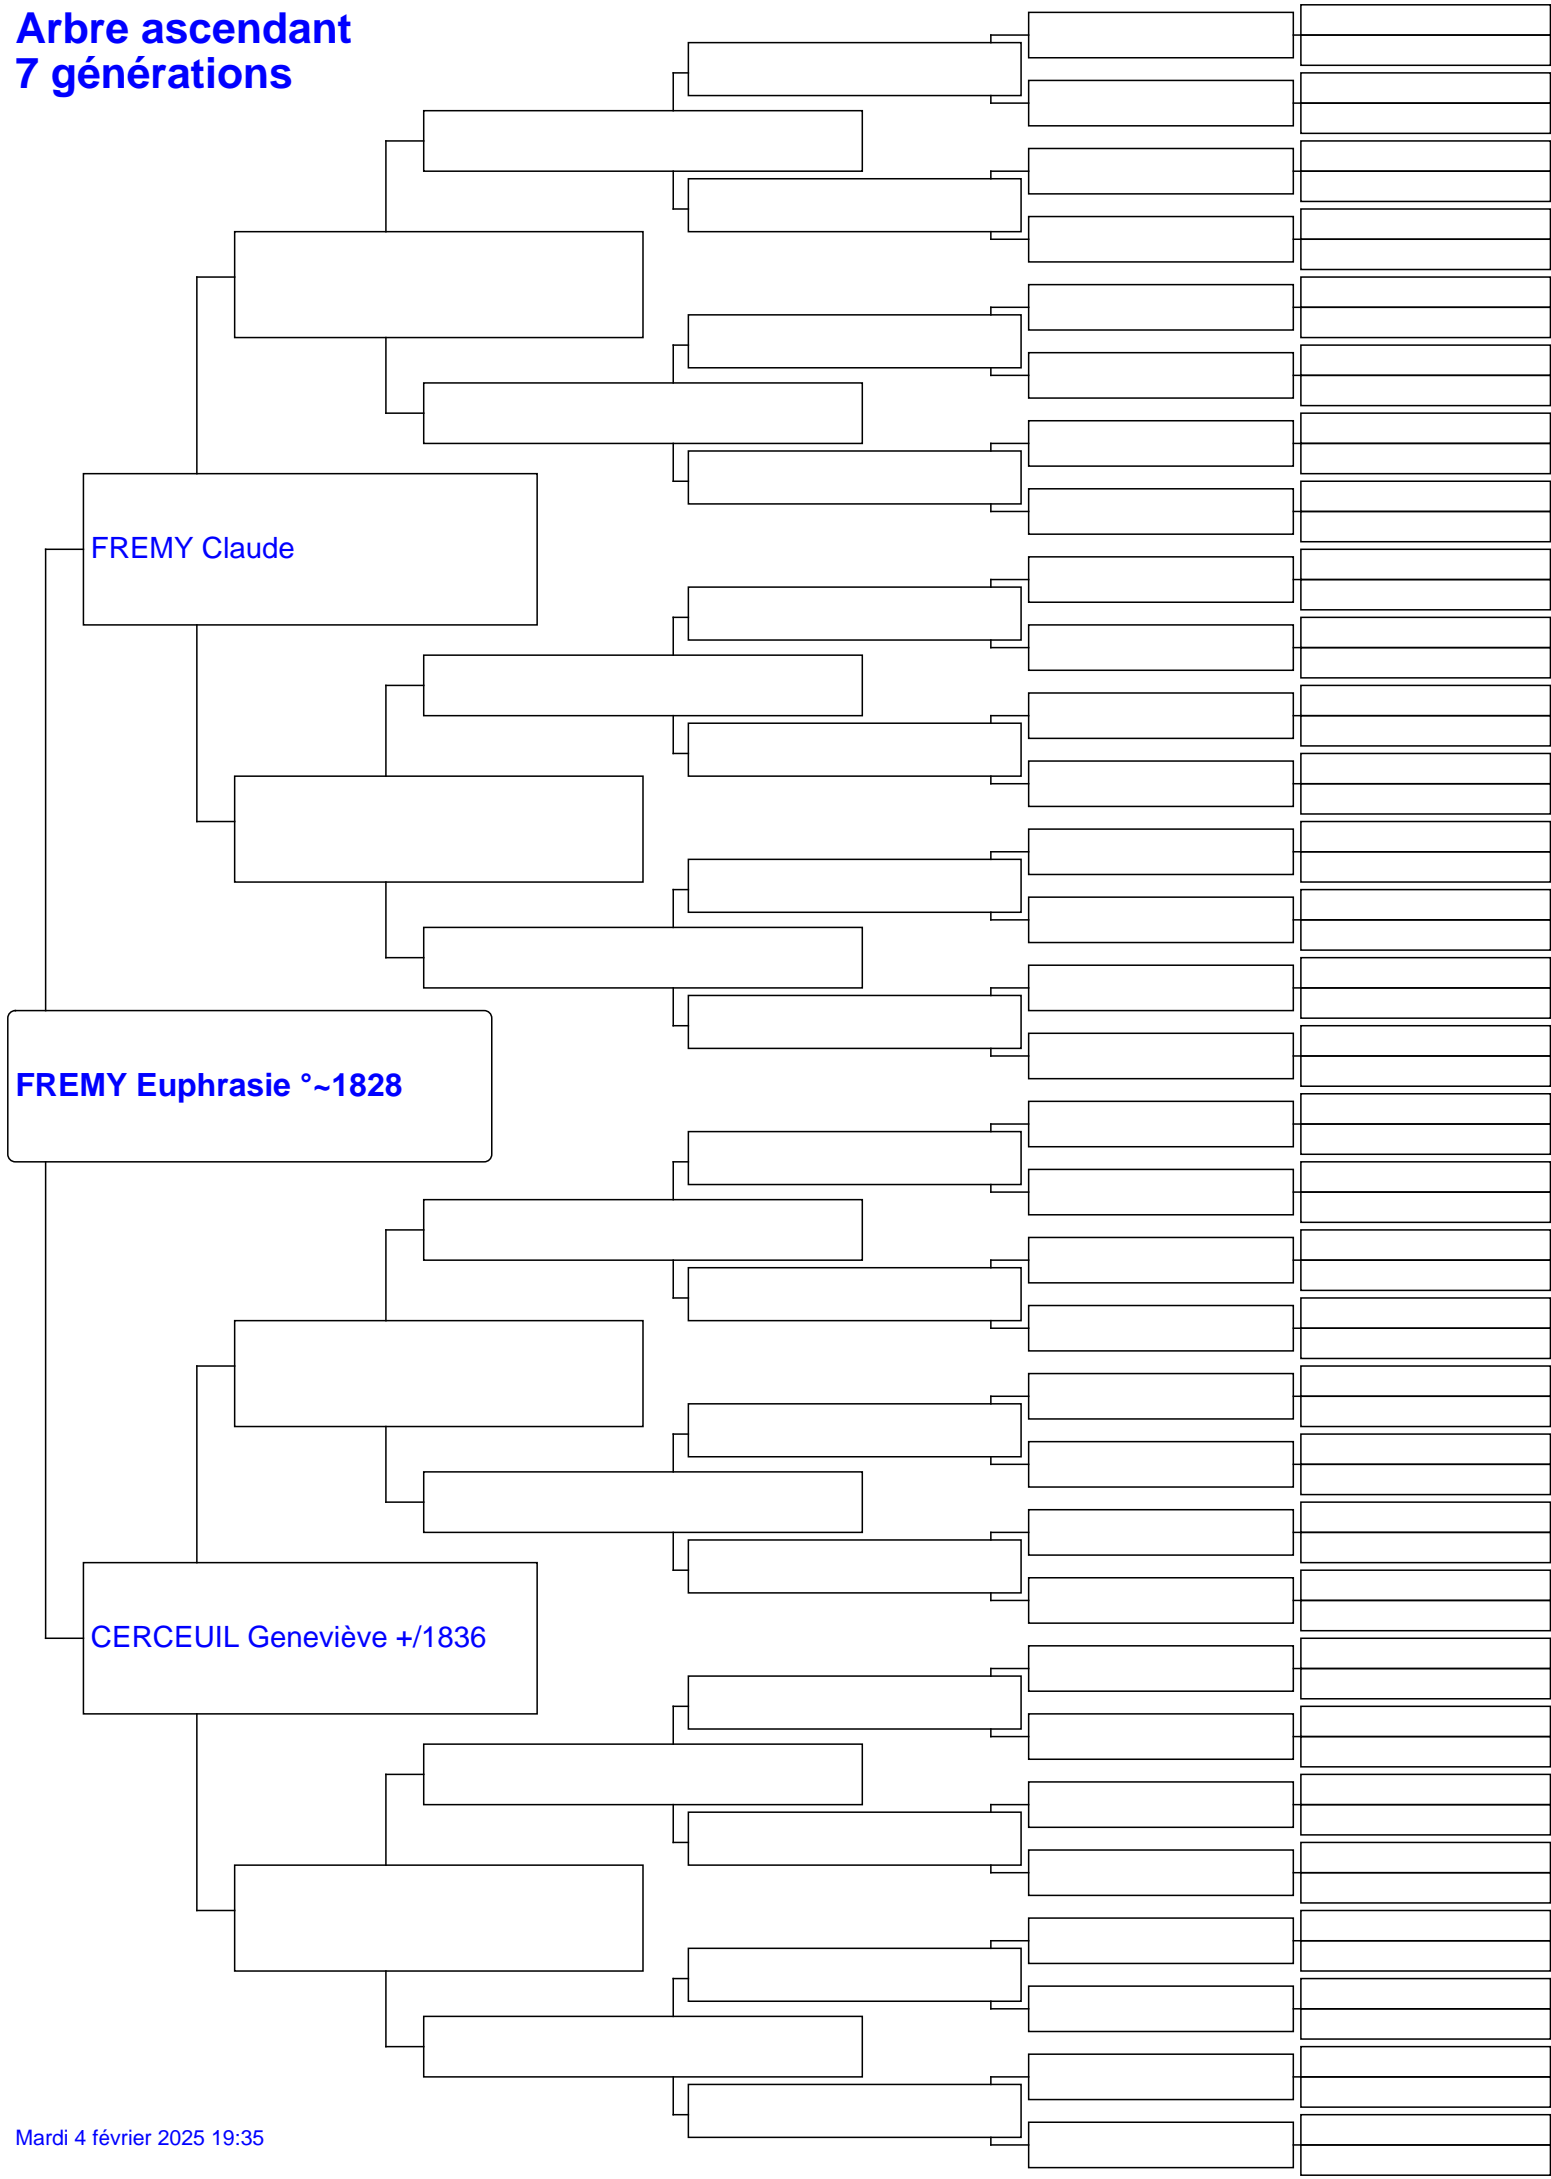 Arbre ascendant
7 générations
FREMY Claude
FREMY Euphrasie °~1828
CERCEUIL Geneviève +/1836
Mardi 4 février 2025 19:35